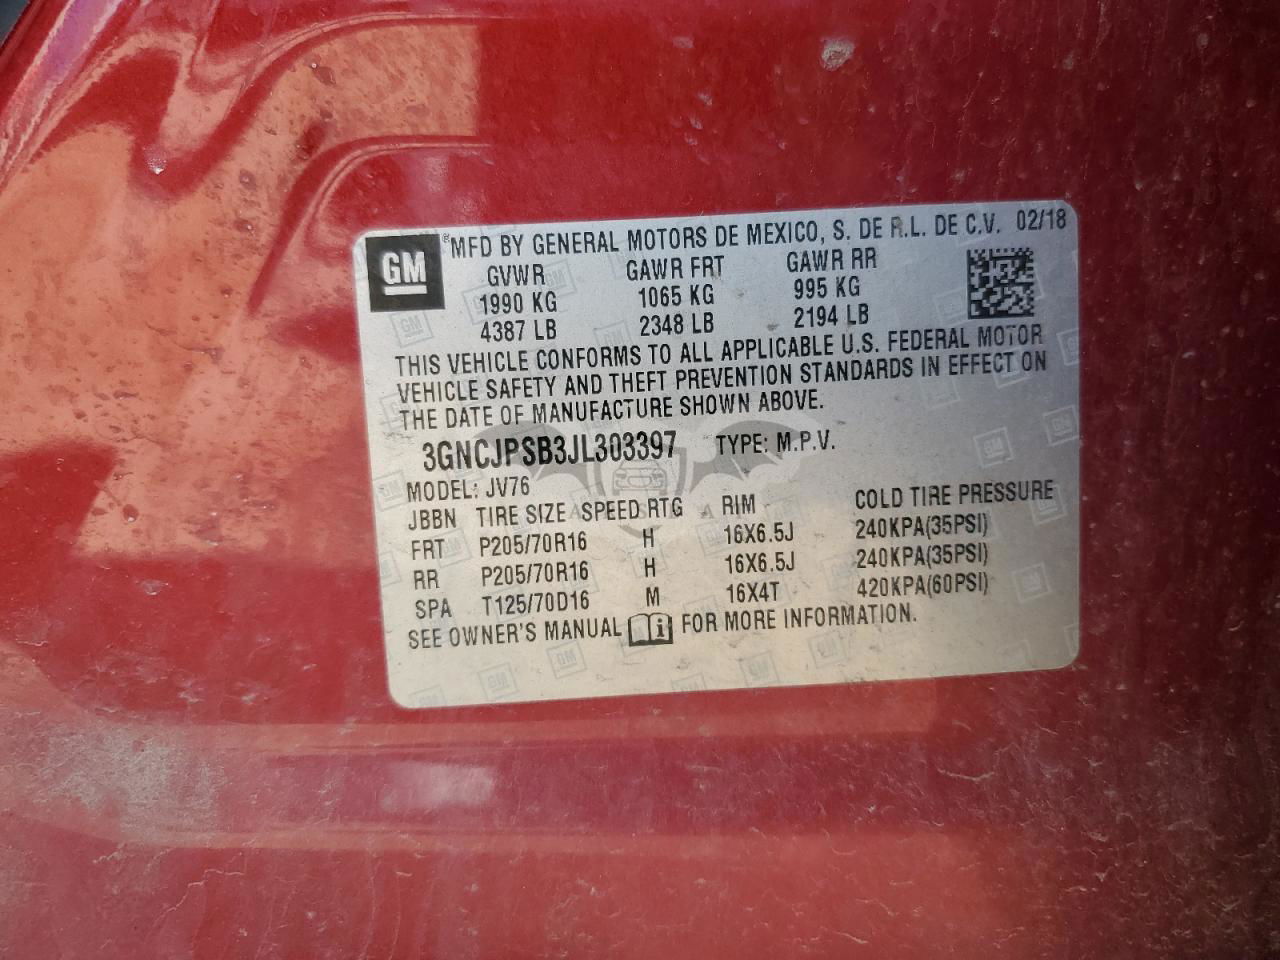 GM ®MFD BY GENERAL MOTORS DE MEXICO, S. DE R.L. DE C.V. 02/18
GVWR GAWR FRT GAWR RR
1990 KG 1065 KG 995 KG
4387 LB 2348 LB 2194 LB
THIS VEHICLE CONFORMS TO ALL APPLICABLE U.S. FEDERAL MOTOR
VEHICLE SAFETY AND THEFT PREVENTION STANDARDS IN EFFECT ON
THE DATE OF MANUFACTURE SHOWN ABOVE.
3GNCJPSB3JL303397 TYPE: M.P.V.
MODEL: JV76
JBBN TIRE SIZE SPEED RTG RIM COLD TIRE PRESSURE
FRT P205/70R16 H 16X6.5J 240KPA(35PSI)
RR P205/70R16 H 16X6.5J 240KPA(35PSI)
SPA T125/70D16 M 16X4T 420KPA(60PSI)
SEE OWNER'S MANUAL i FOR MORE INFORMATION.